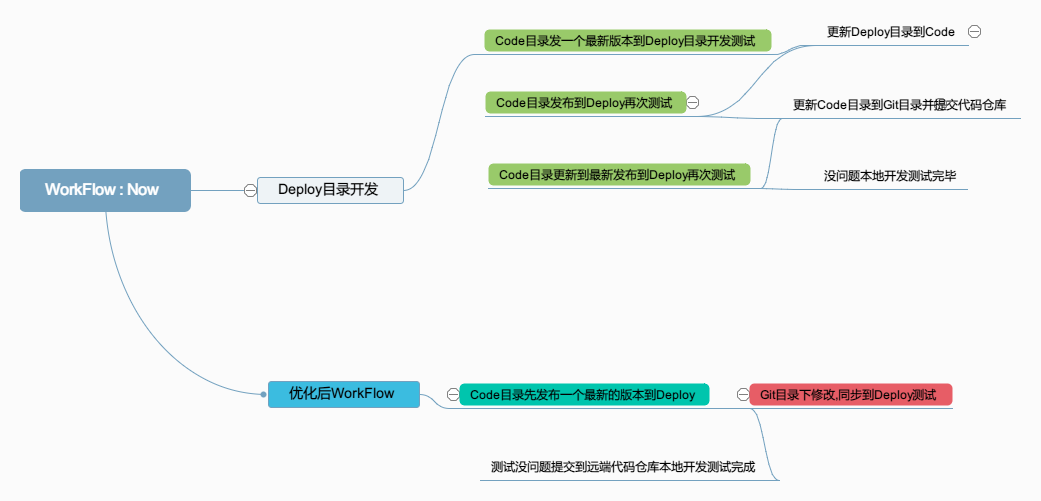 WorkFlow : Now
Deploy目录开发
Code目录发一个最新版本到Deploy目录开发测试
更新Deploy目录到Code
Code目录发布到Deploy再次测试
更新Code目录到Git目录并提交代码仓库
Code目录更新到最新发布到Deploy再次测试
没问题本地开发测试完毕
优化后WorkFlow
Code目录先发布一个最新的版本到Deploy
Git目录下修改,同步到Deploy测试
测试没问题提交到远端代码仓库本地开发测试完成